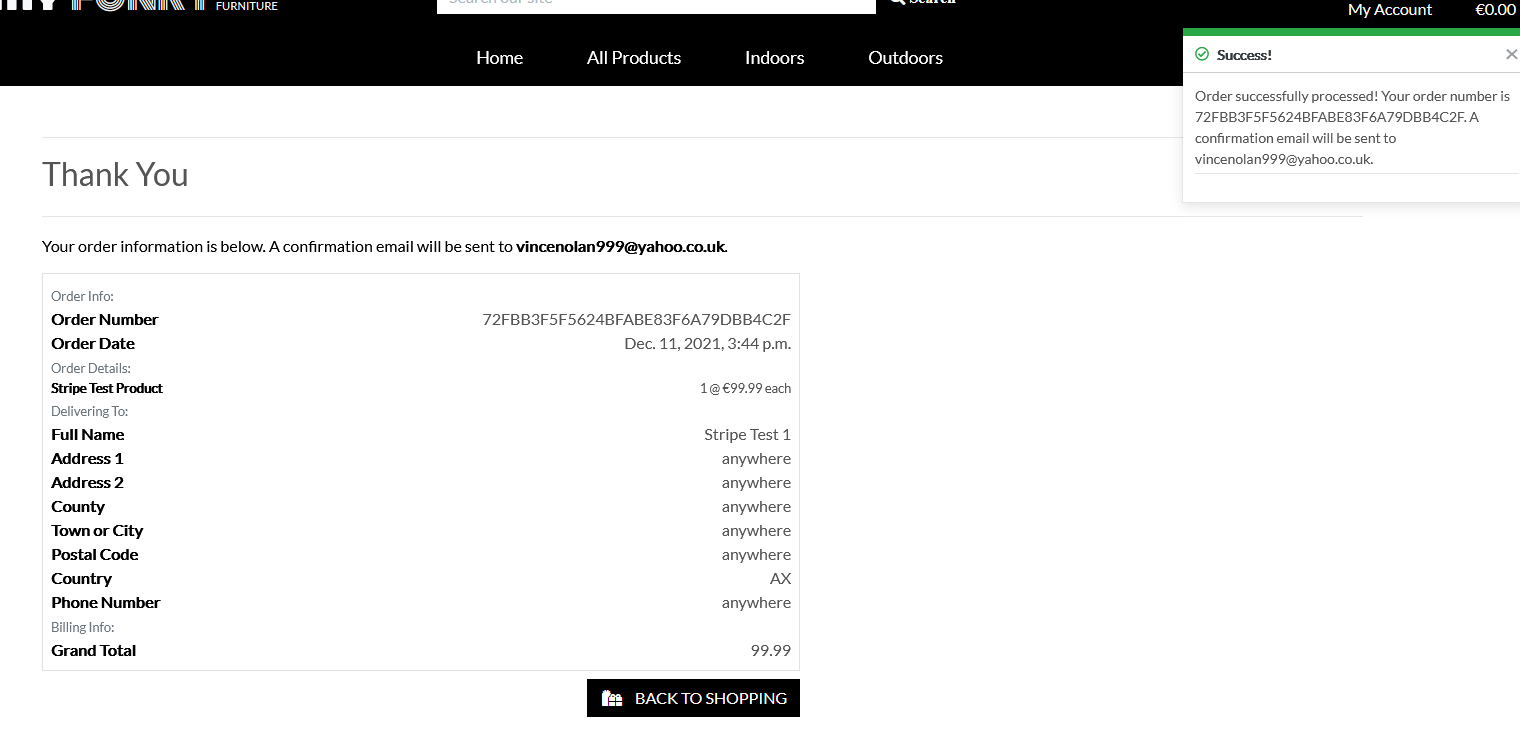 FURNITURE
Search our site
Search
My Account
€0.00
Home
All Products
Indoors
Outdoors
Success!
×
Order successfully processed! Your order number is
72FBB3F5F5624BFABE83F6A79DBB4C2F. A
confirmation email will be sent to
vincenolan999@yahoo.co.uk.
Thank You
Your order information is below. A confirmation email will be sent to vincenolan999@yahoo.co.uk.
Order Info:
Order Number 72FBB3F5F5624BFABE83F6A79DBB4C2F
Order Date Dec. 11, 2021, 3:44 p.m.
Order Details:
Stripe Test Product 1 @ €99.99 each
Delivering To:
Full Name Stripe Test 1
Address 1 anywhere
Address 2 anywhere
County anywhere
Town or City anywhere
Postal Code anywhere
Country AX
Phone Number anywhere
Billing Info:
Grand Total 99.99
BACK TO SHOPPING